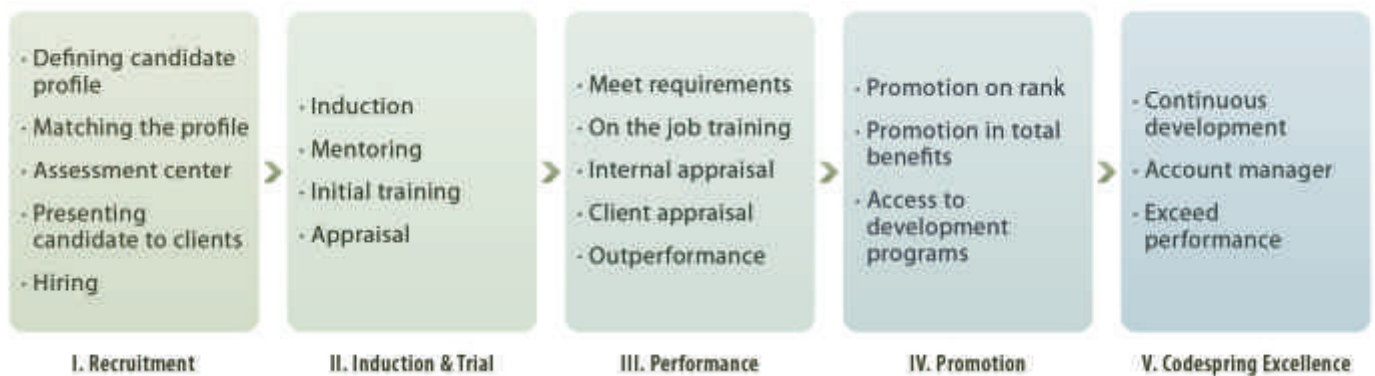 · Defining candidate
profile
· Matching the profile
· Assessment center
· Presenting
candidate to clients
· Hiring
I. Recruitment
· Induction
· Mentoring
· Initial training
· Appraisal
II. Induction & Trial
· Meet requirements
· On the job training
· Internal appraisal
· Client appraisal
· Outperformance
III. Performance
· Promotion on rank
· Promotion in total
benefits
· Access to
development
programs
IV. Promotion
· Continuous
development
· Account manager
· Exceed
performance
V. Codespring Excellence